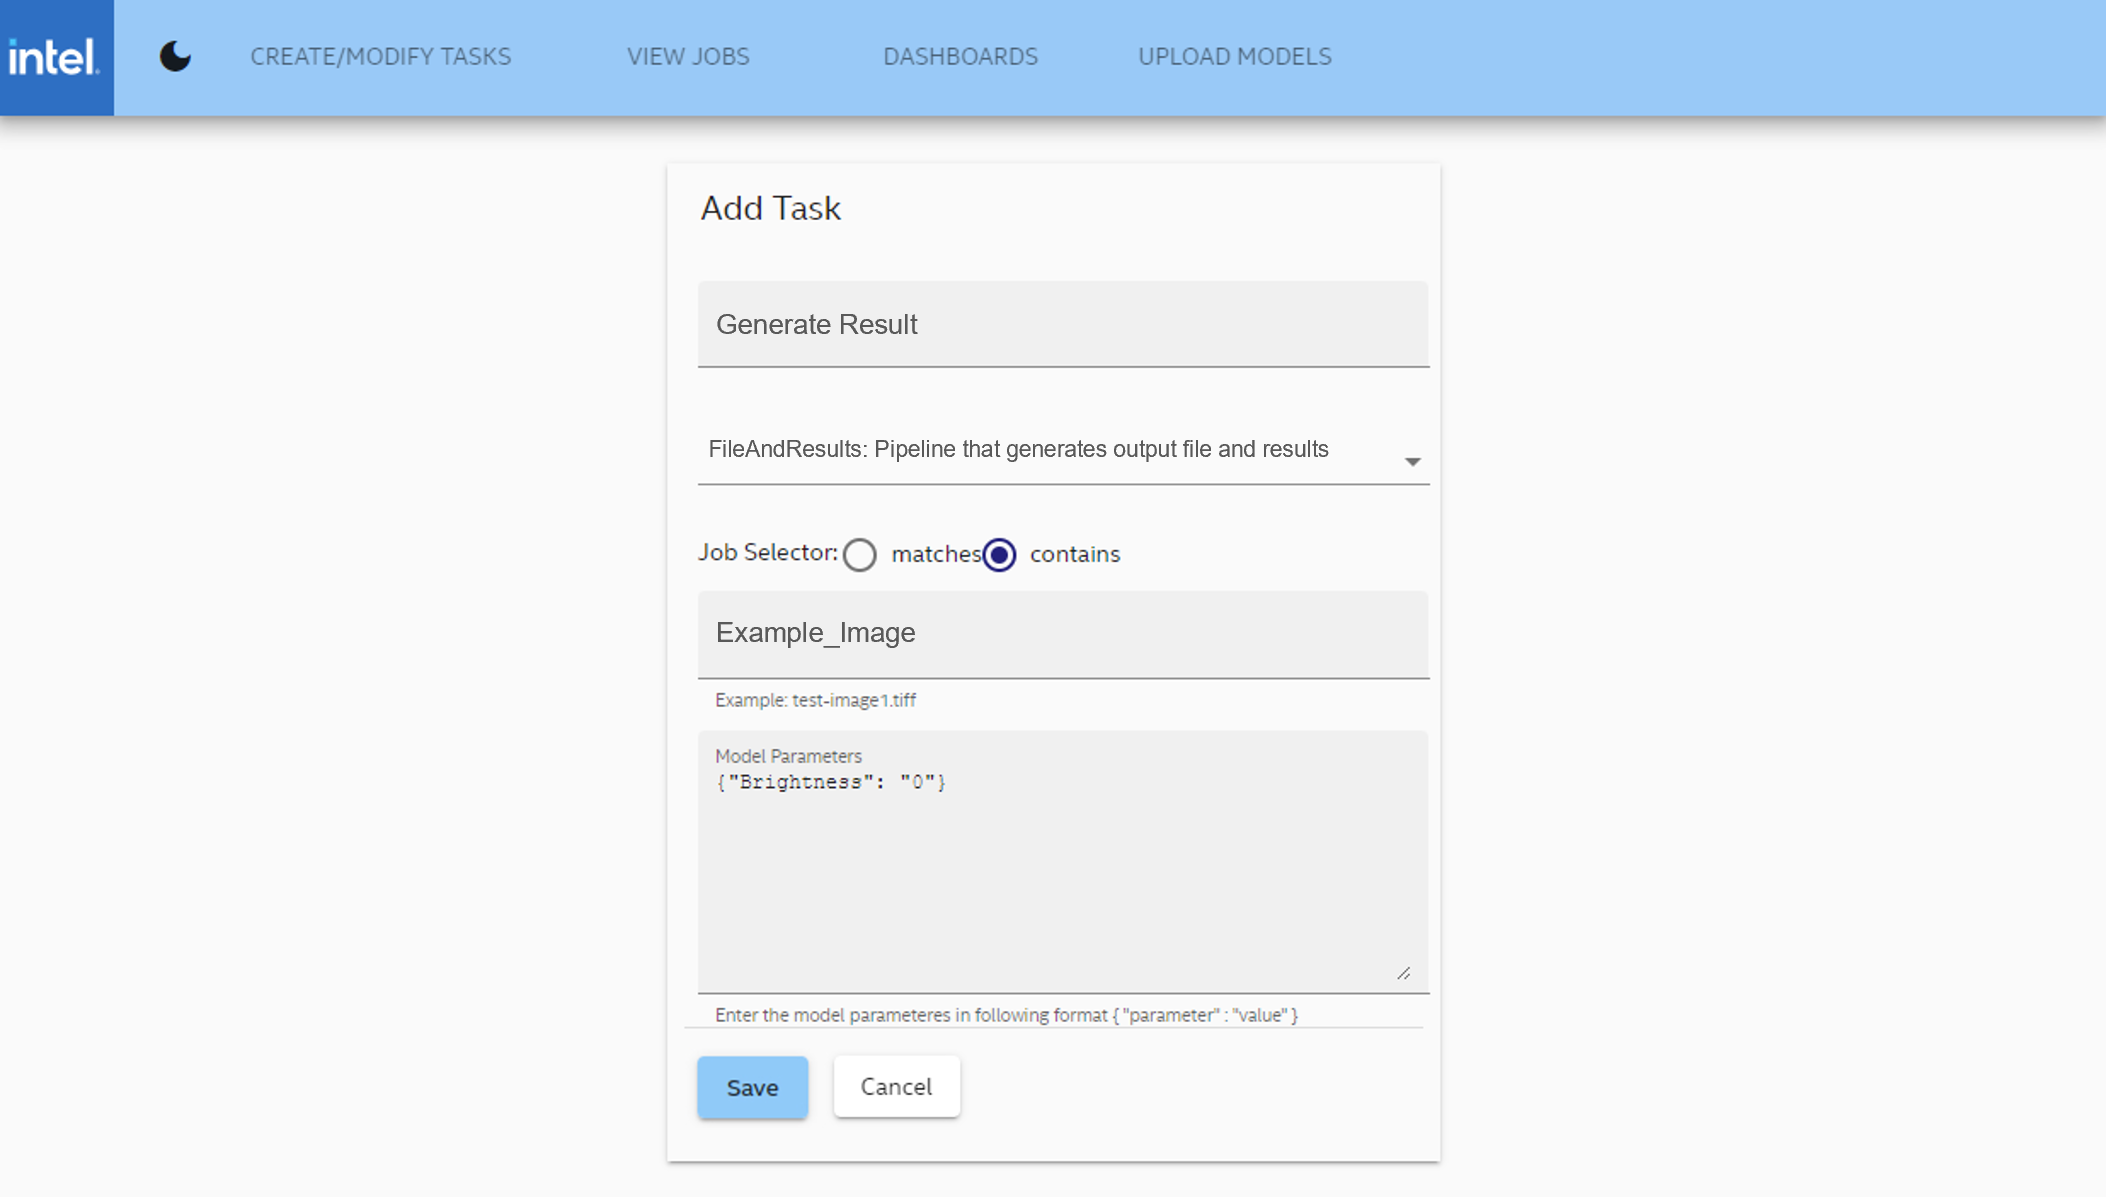 intel.
CREATE/MODIFY TASKS VIEW JOBS DASHBOARDS UPLOAD MODELS
Add Task
Generate Result
FileAndResults: Pipeline that generates output file and results
Job Selector: matches contains
Example_Image
Example: test-image1.tiff
Model Parameters
{"Brightness": "0"}
Enter the model parameteres in following format { "parameter" : "value" }
Save Cancel